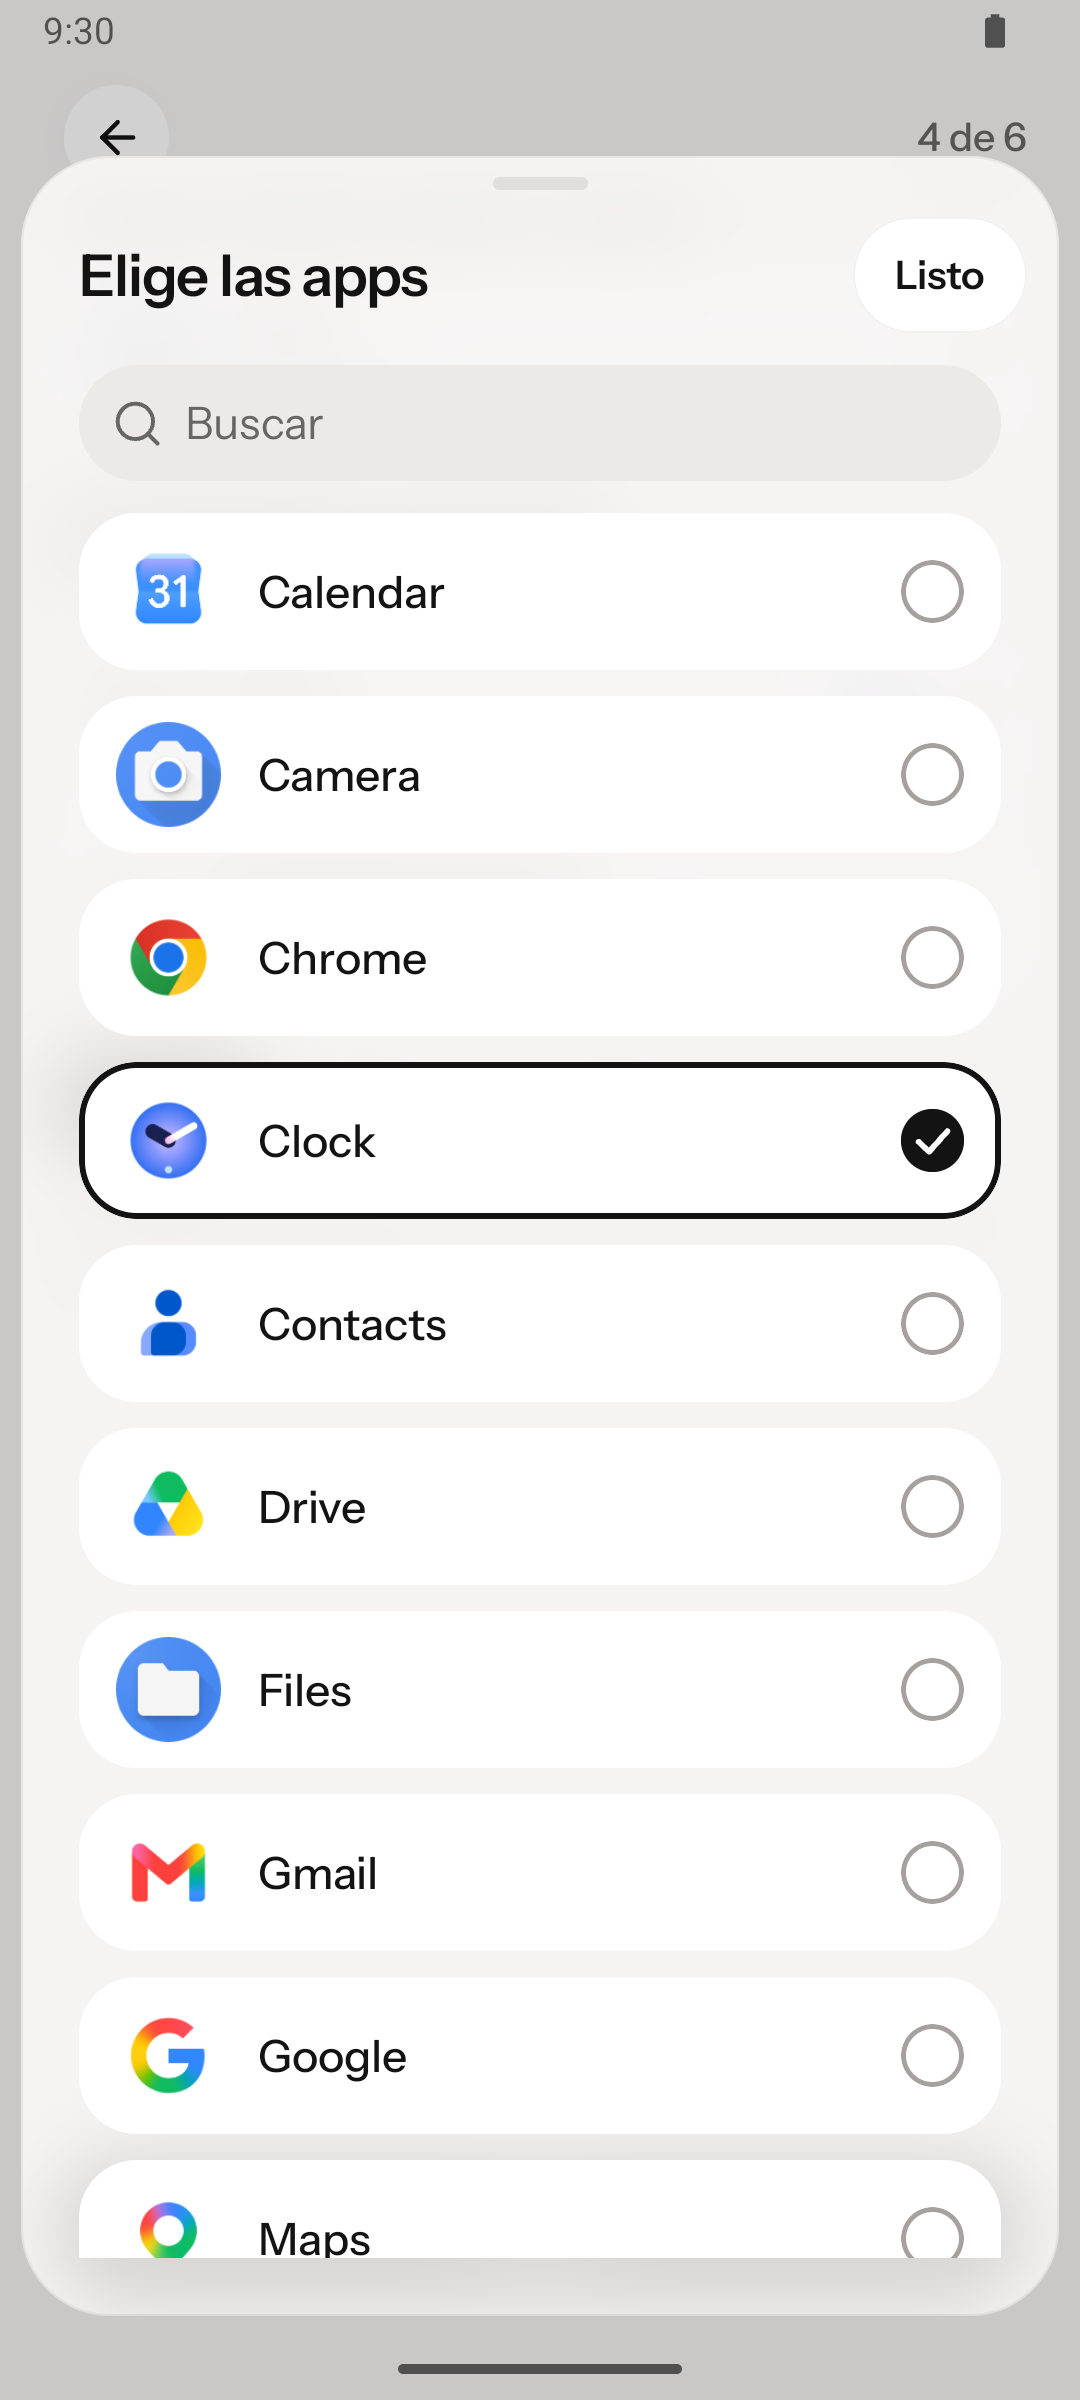 9:30
4 de 6
Elige las apps
Listo
Buscar
31
Calendar
Camera
Chrome
Clock
Contacts
Drive
Files
Gmail
Google
Maps